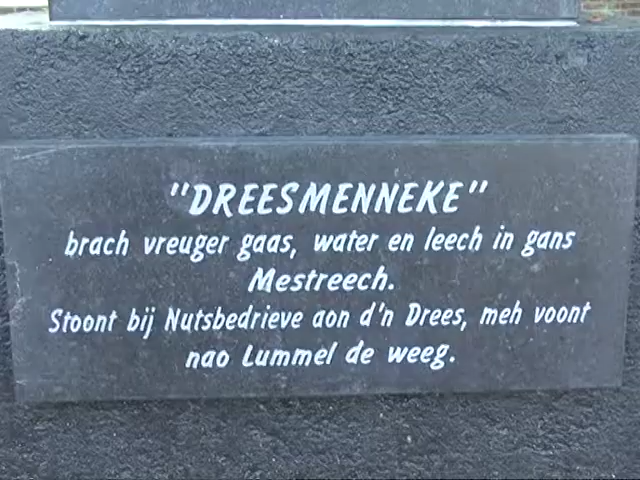 "DREESMENNEKE"
brach vreuger gaas, water en leech in gans
Mestreech.
Stoont bij Nutsbedrieve aon d'n Drees, meh voont
nao Lummel de weeg.